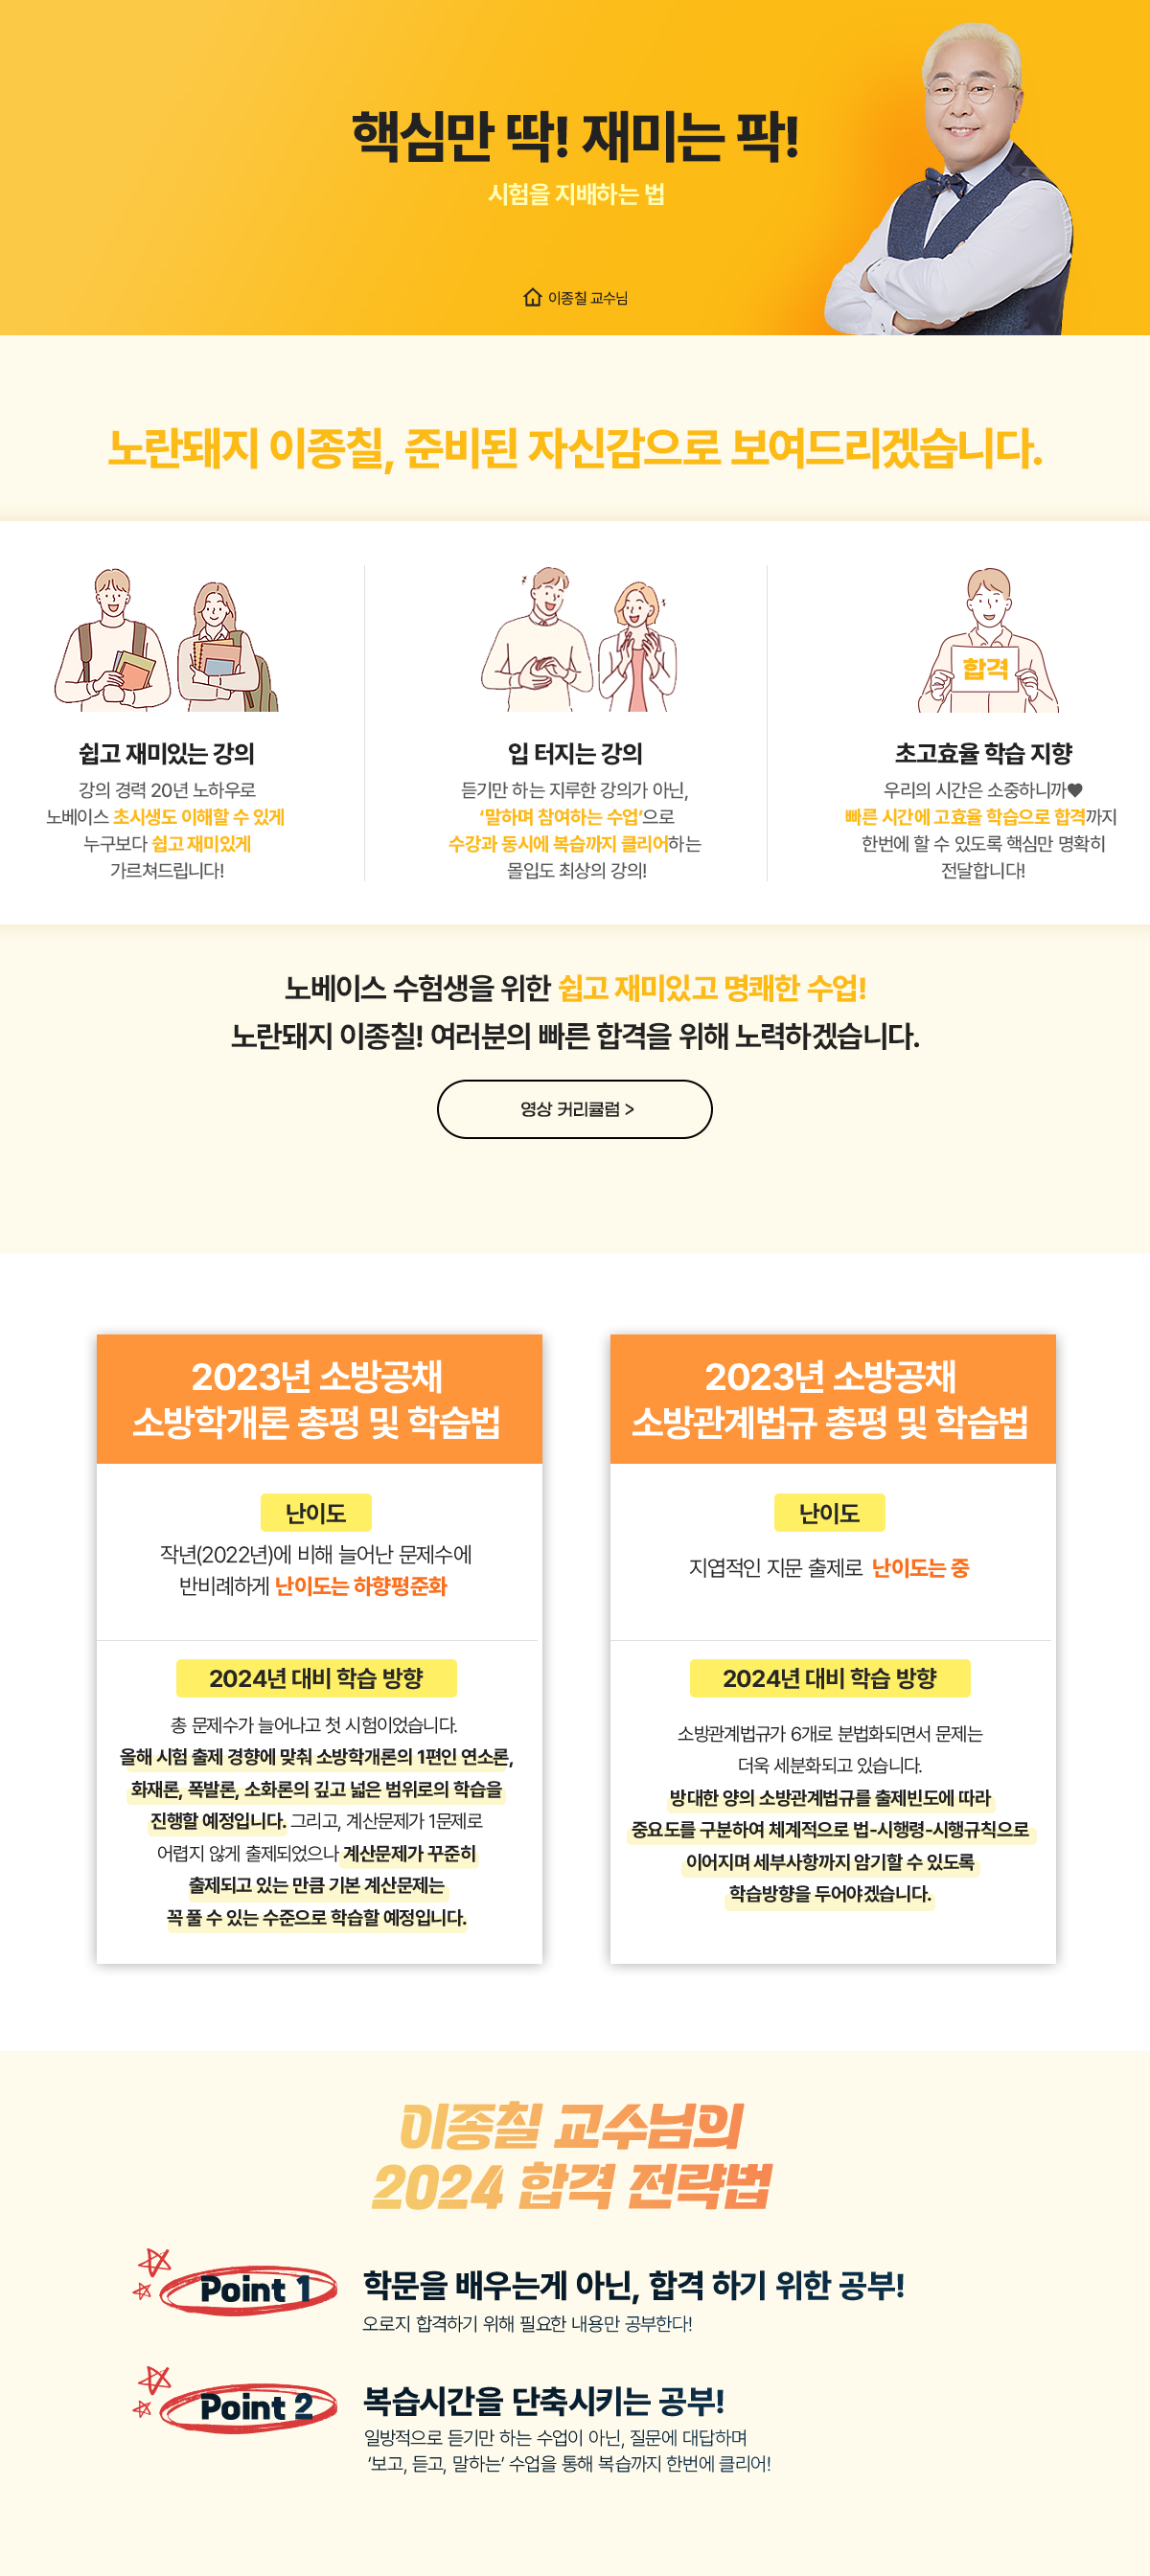 핵심만 딱! 재미는 팍!
시험을 지배하는 법
이종칠 교수님
노란돼지 이종칠, 준비된 자신감으로 보여드리겠습니다.
합격
쉽고 재미있는 강의
강의 경력 20년 노하우로
노베이스 초시생도 이해할 수 있게
누구보다 쉽고 재미있게
가르쳐드립니다!
입 터지는 강의
듣기만 하는 지루한 강의가 아닌,
‘말하며 참여하는 수업’으로
수강과 동시에 복습까지 클리어하는
몰입도 최상의 강의!
초고효율 학습 지향
우리의 시간은 소중하니까♥
빠른 시간에 고효율 학습으로 합격까지
한번에 할 수 있도록 핵심만 명확히
전달합니다!
노베이스 수험생을 위한 쉽고 재미있고 명쾌한 수업!
노란돼지 이종칠! 여러분의 빠른 합격을 위해 노력하겠습니다.
영상 커리큘럼 >
2023년 소방공채
소방학개론 총평 및 학습법
난이도
작년(2022년)에 비해 늘어난 문제수에
반비례하게 난이도는 하향평준화
2024년 대비 학습 방향
총 문제수가 늘어나고 첫 시험이었습니다.
올해 시험 출제 경향에 맞춰 소방학개론의 1편인 연소론,
화재론, 폭발론, 소화론의 깊고 넓은 범위로의 학습을
진행할 예정입니다. 그리고, 계산문제가 1문제로
어렵지 않게 출제되었으나 계산문제가 꾸준히
출제되고 있는 만큼 기본 계산문제는
꼭 풀 수 있는 수준으로 학습할 예정입니다.
2023년 소방공채
소방관계법규 총평 및 학습법
난이도
지엽적인 지문 출제로 난이도는 중
2024년 대비 학습 방향
소방관계법규가 6개로 분법화되면서 문제는
더욱 세분화되고 있습니다.
방대한 양의 소방관계법규를 출제빈도에 따라
중요도를 구분하여 체계적으로 법-시행령-시행규칙으로
이어지며 세부사항까지 암기할 수 있도록
학습방향을 두어야겠습니다.
이종칠 교수님의
2024 합격 전략법
Point 1
학문을 배우는게 아닌, 합격 하기 위한 공부!
오로지 합격하기 위해 필요한 내용만 공부한다!
Point 2
복습시간을 단축시키는 공부!
일방적으로 듣기만 하는 수업이 아닌, 질문에 대답하며
‘보고, 듣고, 말하는’ 수업을 통해 복습까지 한번에 클리어!